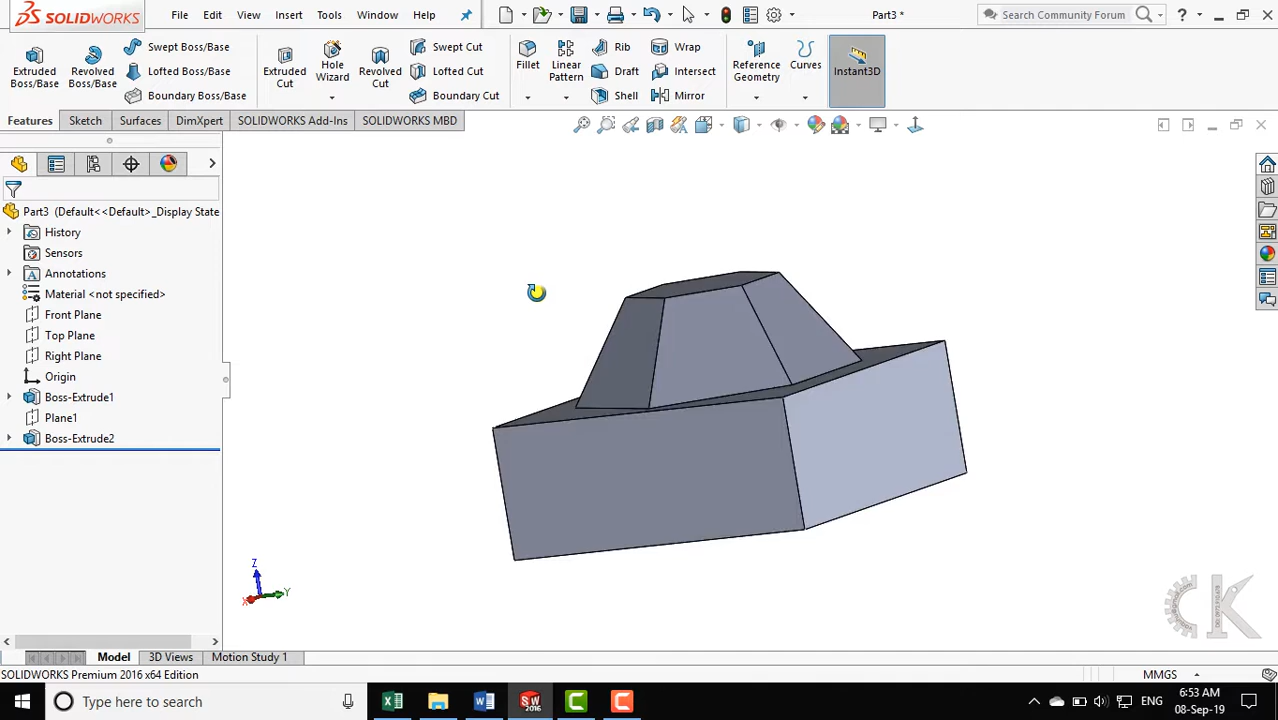 SOLIDWORKS File Edit View Insert Tools Window Help Part3 * Search Community Forum ?
Extruded Boss/Base Revolved Boss/Base Swept Boss/Base Lofted Boss/Base Boundary Boss/Base Extruded Cut Hole Wizard Revolved Cut Swept Cut Lofted Cut Boundary Cut Fillet Linear Pattern Rib Draft Shell Wrap Intersect Mirror Reference Geometry Curves Instant3D
Features Sketch Surfaces DimXpert SOLIDWORKS Add-Ins SOLIDWORKS MBD
Part3 (Default<<Default>_Display State
History
Sensors
Annotations
Material <not specified>
Front Plane
Top Plane
Right Plane
Origin
Boss-Extrude1
Plane1
Boss-Extrude2
Z
X Y
CK
Model 3D Views Motion Study 1
SOLIDWORKS Premium 2016 x64 Edition MMGS
Type here to search ENG 6:53 AM
08-Sep-19